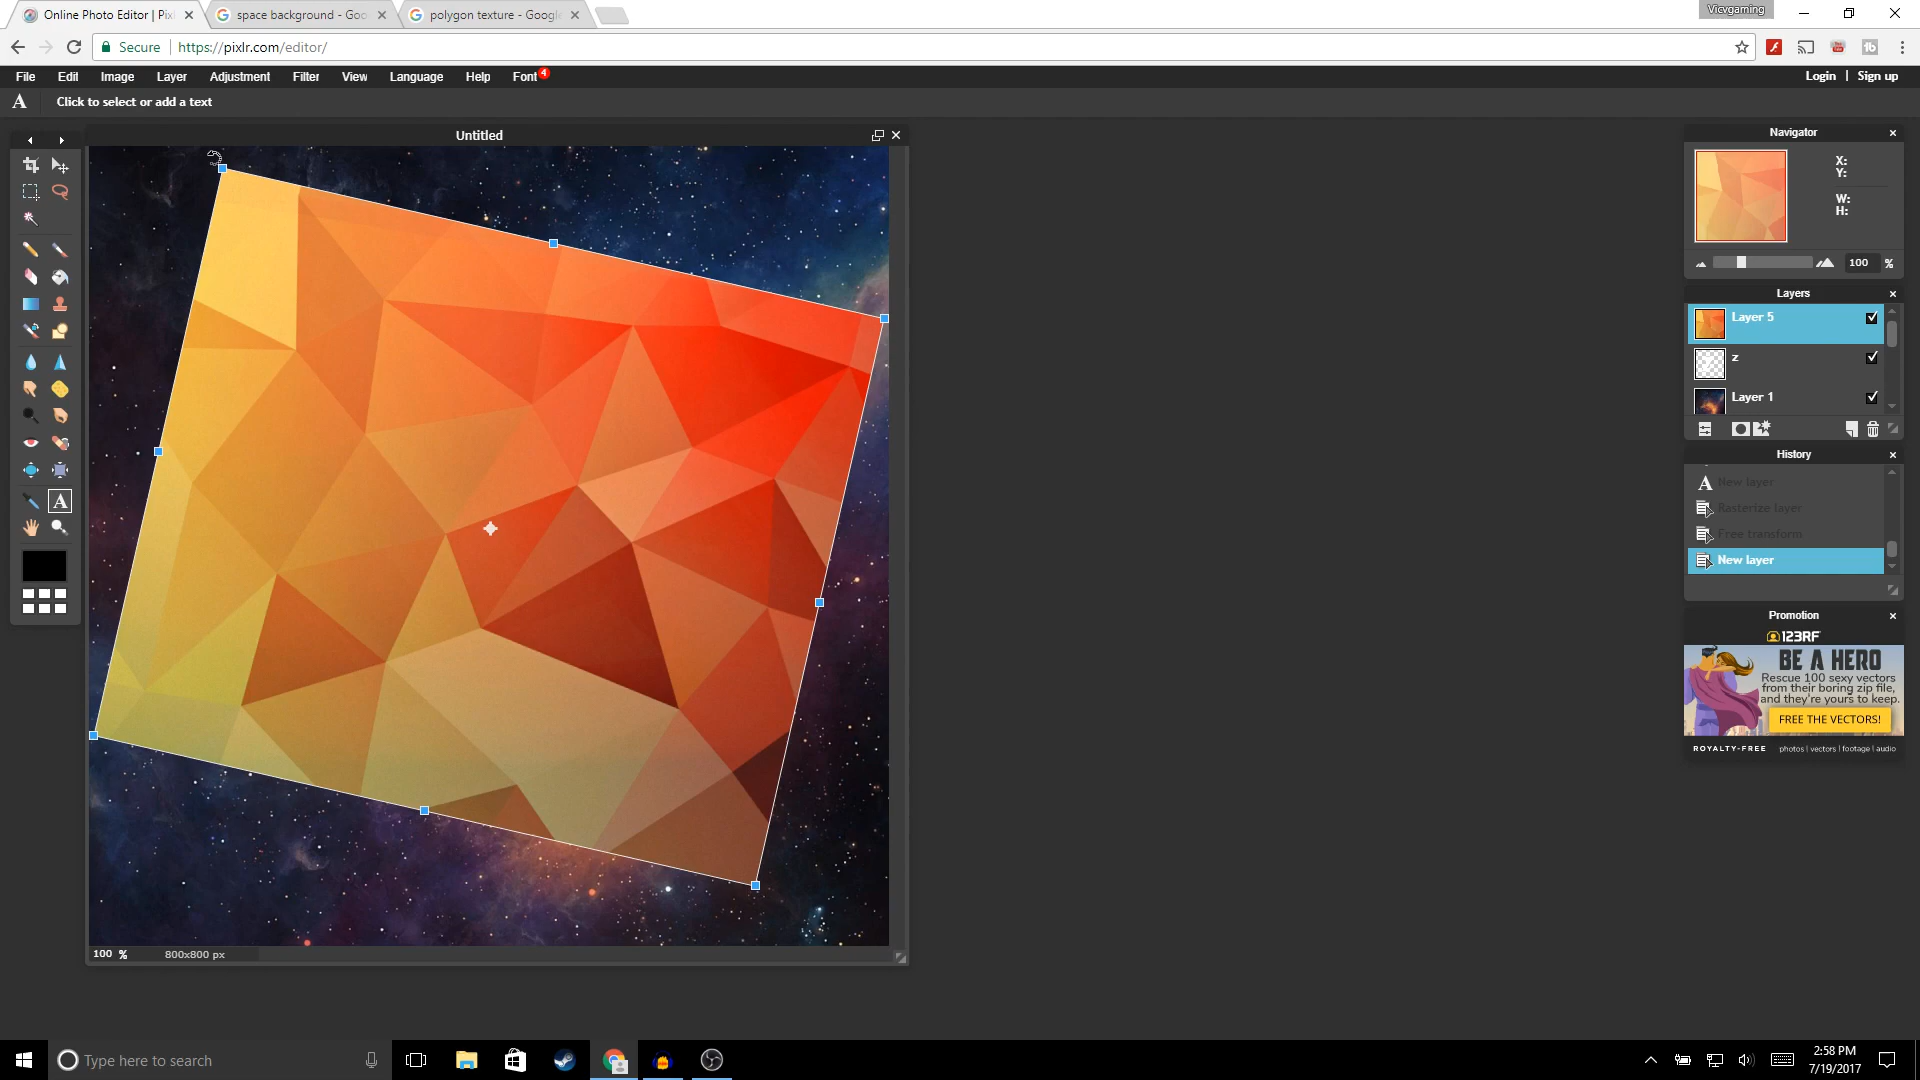 Online Photo Editor | Pix
space background - Goo
polygon texture - Google
Vicvgaming
Secure
https://pixlr.com/editor/
File Edit Image Layer Adjustment Filter View Language Help Font 4
Login | Sign up
A
Click to select or add a text
Untitled
A
100 %
800x800 px
Navigator
X:
Y:
W:
H:
100 %
Layers
Layer 5
z
Layer 1
History
A New layer
Rasterize layer
Free transform
New layer
Promotion
123RF
BE A HERO
Rescue 100 sexy vectors
from their boring zip file,
and they're yours to keep.
FREE THE VECTORS!
ROYALTY-FREE photos | vectors | footage | audio
Type here to search
2:58 PM
7/19/2017